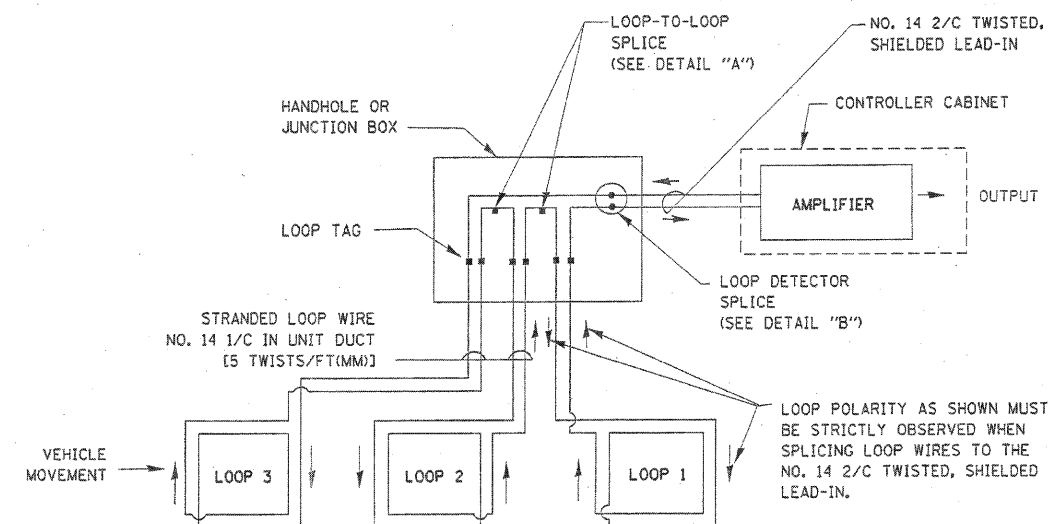 LOOP-TO-LOOP
SPLICE
(SEE DETAIL "A")
NO. 14 2/C TWISTED,
SHIELDED LEAD-IN
HANDHOLE OR
JUNCTION BOX
CONTROLLER CABINET
AMPLIFIER
OUTPUT
LOOP TAG
LOOP DETECTOR
SPLICE
(SEE DETAIL "B")
STRANDED LOOP WIRE
NO. 14 1/C IN UNIT DUCT
[5 TWISTS/FT(MM)]
LOOP POLARITY AS SHOWN MUST
BE STRICTLY OBSERVED WHEN
SPLICING LOOP WIRES TO THE
NO. 14 2/C TWISTED, SHIELDED
LEAD-IN.
VEHICLE
MOVEMENT
LOOP 3
LOOP 2
LOOP 1